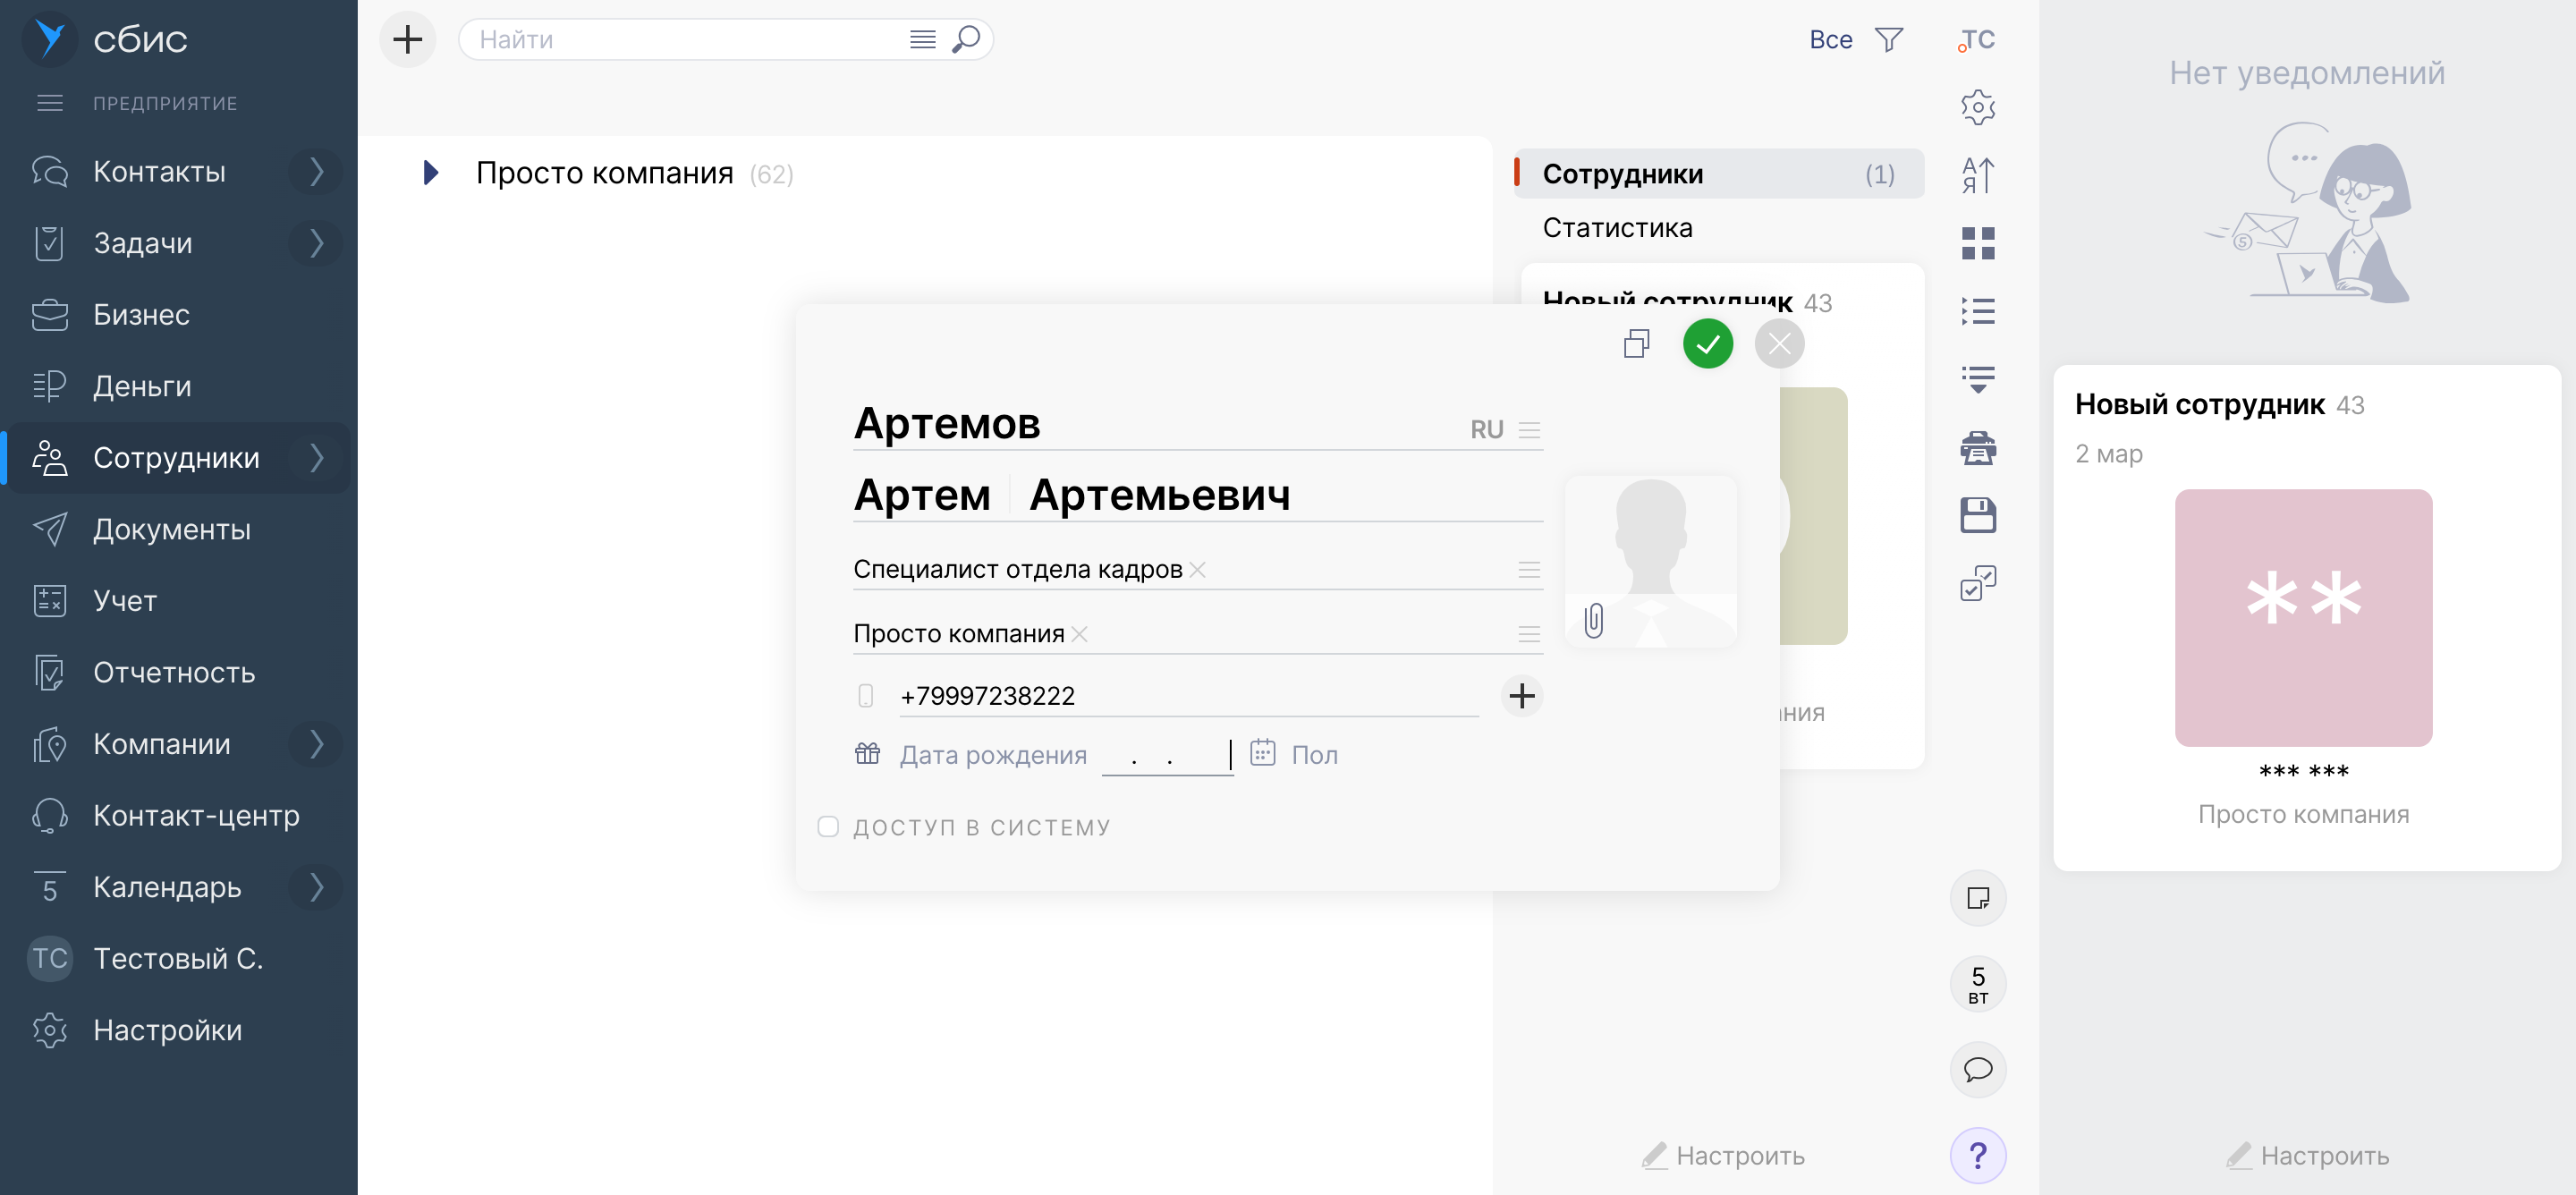 сбис
ПРЕДПРИЯТИЕ
Контакты
Задачи
Бизнес
Деньги
Сотрудники
Документы
Учет
Отчетность
Компании
Контакт-центр
5 Календарь
ТС Тестовый С.
Настройки
Найти
Все
Просто компания (62)
Сотрудники (1)
Статистика
Новый сотрудник 43
Артемов RU
Артем Артемьевич
Специалист отдела кадров
Просто компания
+79997238222
Дата рождения . . Пол
ДОСТУП В СИСТЕМУ
ния
Настроить
ТС
А
Я
5
вт
?
Нет уведомлений
5
Новый сотрудник 43
2 мар
**
*** ***
Просто компания
Настроить